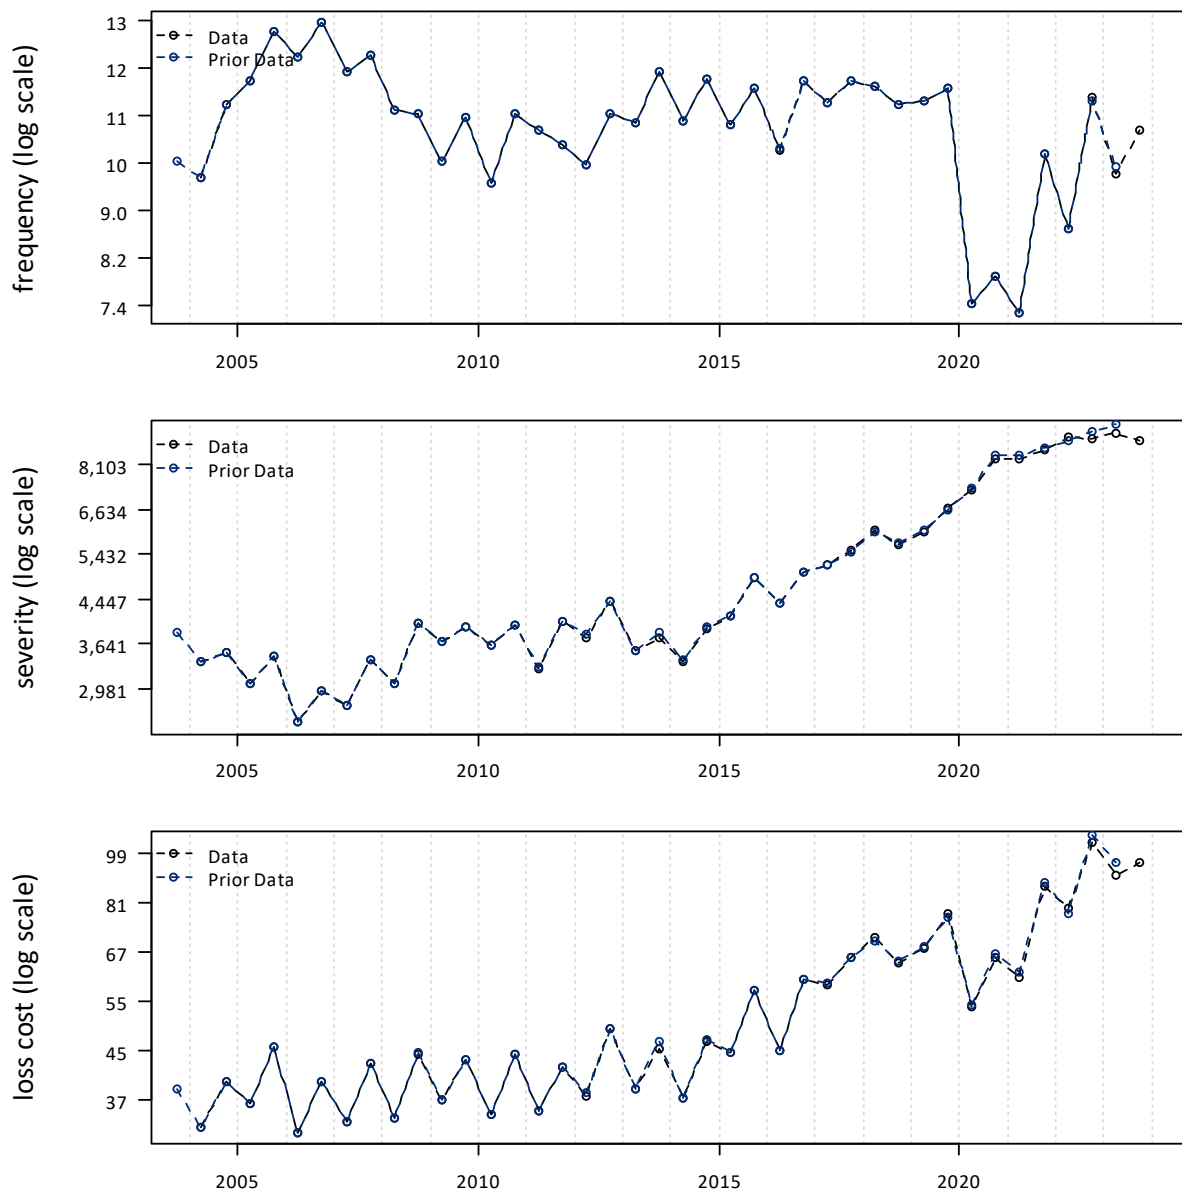 frequency (log scale)
13
12
11
10
9.0
8.2
7.4
Data
Prior Data
2005 2010 2015 2020
severity (log scale)
8,103
6,634
5,432
4,447
3,641
2,981
Data
Prior Data
2005 2010 2015 2020
loss cost (log scale)
99
81
67
55
45
37
Data
Prior Data
2005 2010 2015 2020